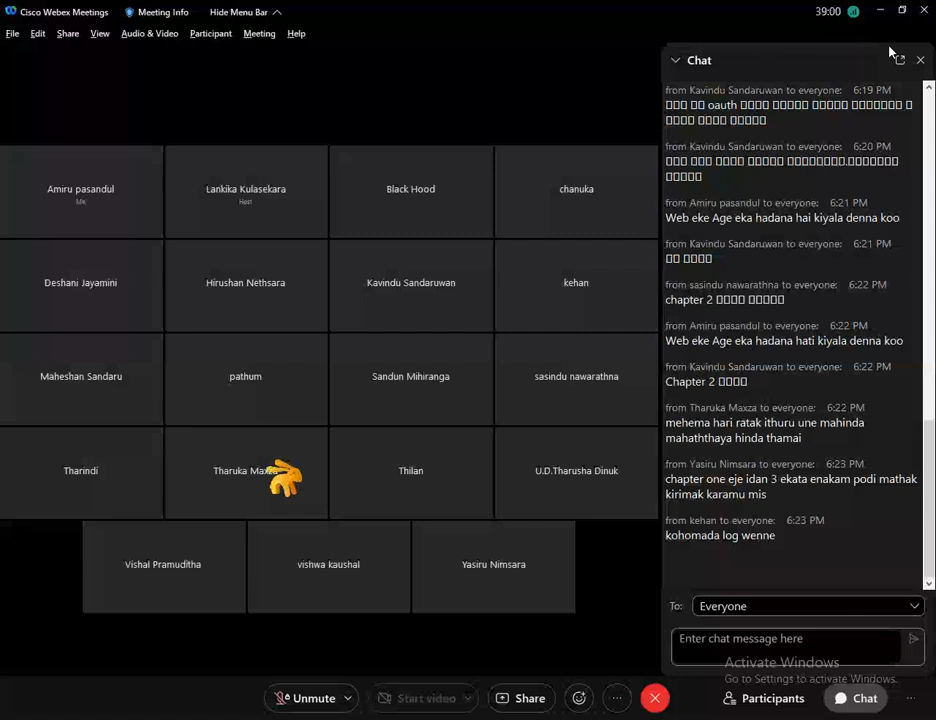 Cisco Webex Meetings
Meeting Info
Hide Menu Bar
39:00
File Edit Share View Audio & Video Participant Meeting Help
Chat
from Kavindu Sandaruwan to everyone: 6:19 PM
oauth
from Kavindu Sandaruwan to everyone: 6:20 PM
from Amiru pasandul to everyone: 6:21 PM
Web eke Age eka hadana hai kiyala denna koo
from Kavindu Sandaruwan to everyone: 6:21 PM
from sasindu nawarathna to everyone: 6:22 PM
chapter 2
from Amiru pasandul to everyone: 6:22 PM
Web eke Age eka hadana hati kiyala denna koo
from Kavindu Sandaruwan to everyone: 6:22 PM
Chapter 2
from Tharuka Maxza to everyone: 6:22 PM
mehema hari ratak ithuru une mahinda
mahaththaya hinda thamai
from Yasiru Nimsara to everyone: 6:23 PM
chapter one eje idan 3 ekata enakam podi mathak
kirimak karamu mis
from kehan to everyone: 6:23 PM
kohomada log wenne
To: Everyone
Enter chat message here
Amiru pasandul
Me
Lankika Kulasekara
Host
Black Hood
chanuka
Deshani Jayamini
Hirushan Nethsara
Kavindu Sandaruwan
kehan
Maheshan Sandaru
pathum
Sandun Mihiranga
sasindu nawarathna
Tharindi
Tharuka Maxza
Thilan
U.D.Tharusha Dinuk
Vishal Pramuditha
vishwa kaushal
Yasiru Nimsara
Activate Windows
Go to Settings to activate Windows.
Unmute
Start video
Share
Participants
Chat